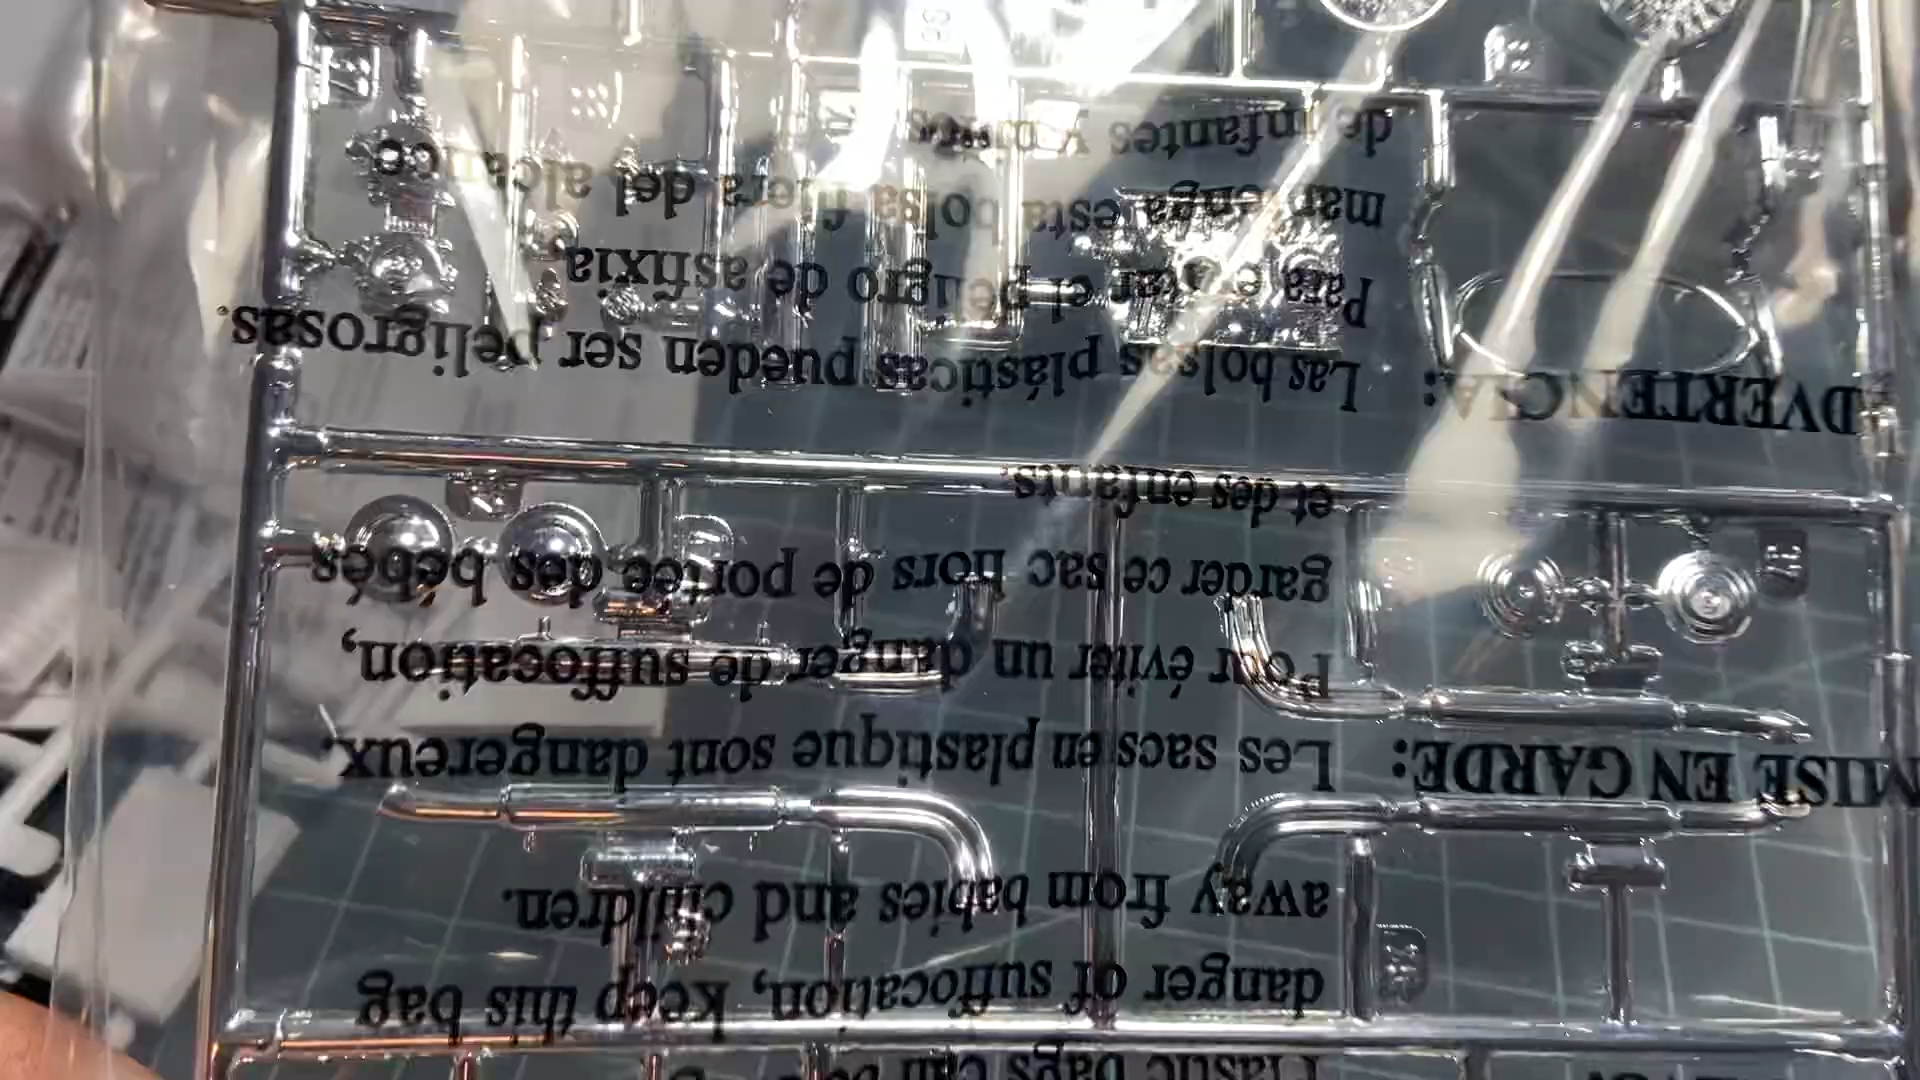 Plastic bags can
danger of suffocation, keep this bag
away from babies and children.
MISE EN GARDE: Les sacs en plastique sont dangereux.
Pour éviter un danger de suffocation,
garder ce sac hors de portée des bébés
et des enfants.
ADVERTENCIA: Las bolsas plásticas pueden ser peligrosas.
Para evitar el peligro de asfixia
mantenga esta bolsa fuera del alcance
de infantes y niños